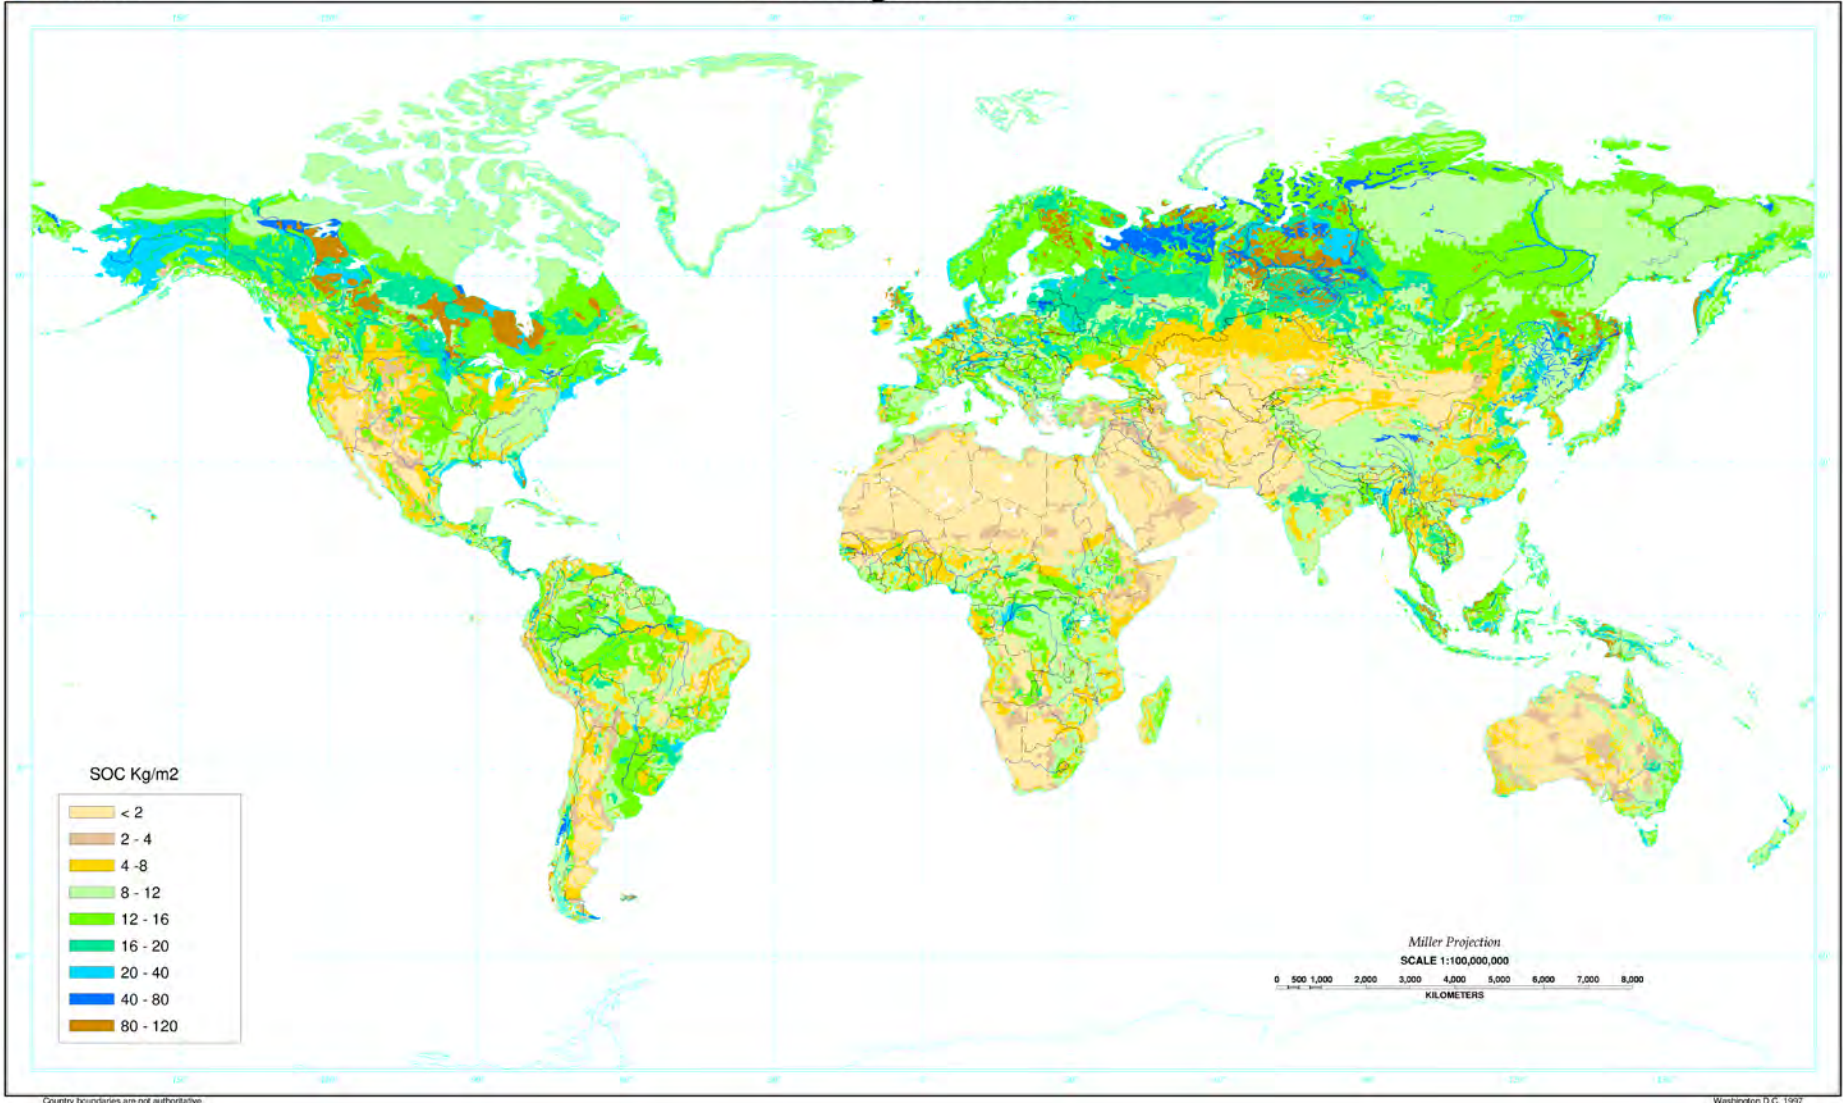 SOC Kg/m2
< 2
2 - 4
4 -8
8 - 12
12 - 16
16 - 20
20 - 40
40 - 80
80 - 120
Miller Projection
SCALE 1:100,000,000
0 500 1,000 2,000 3,000 4,000 5,000 6,000 7,000 8,000
KILOMETERS
Country boundaries are not authoritative
Washington D.C. 1997